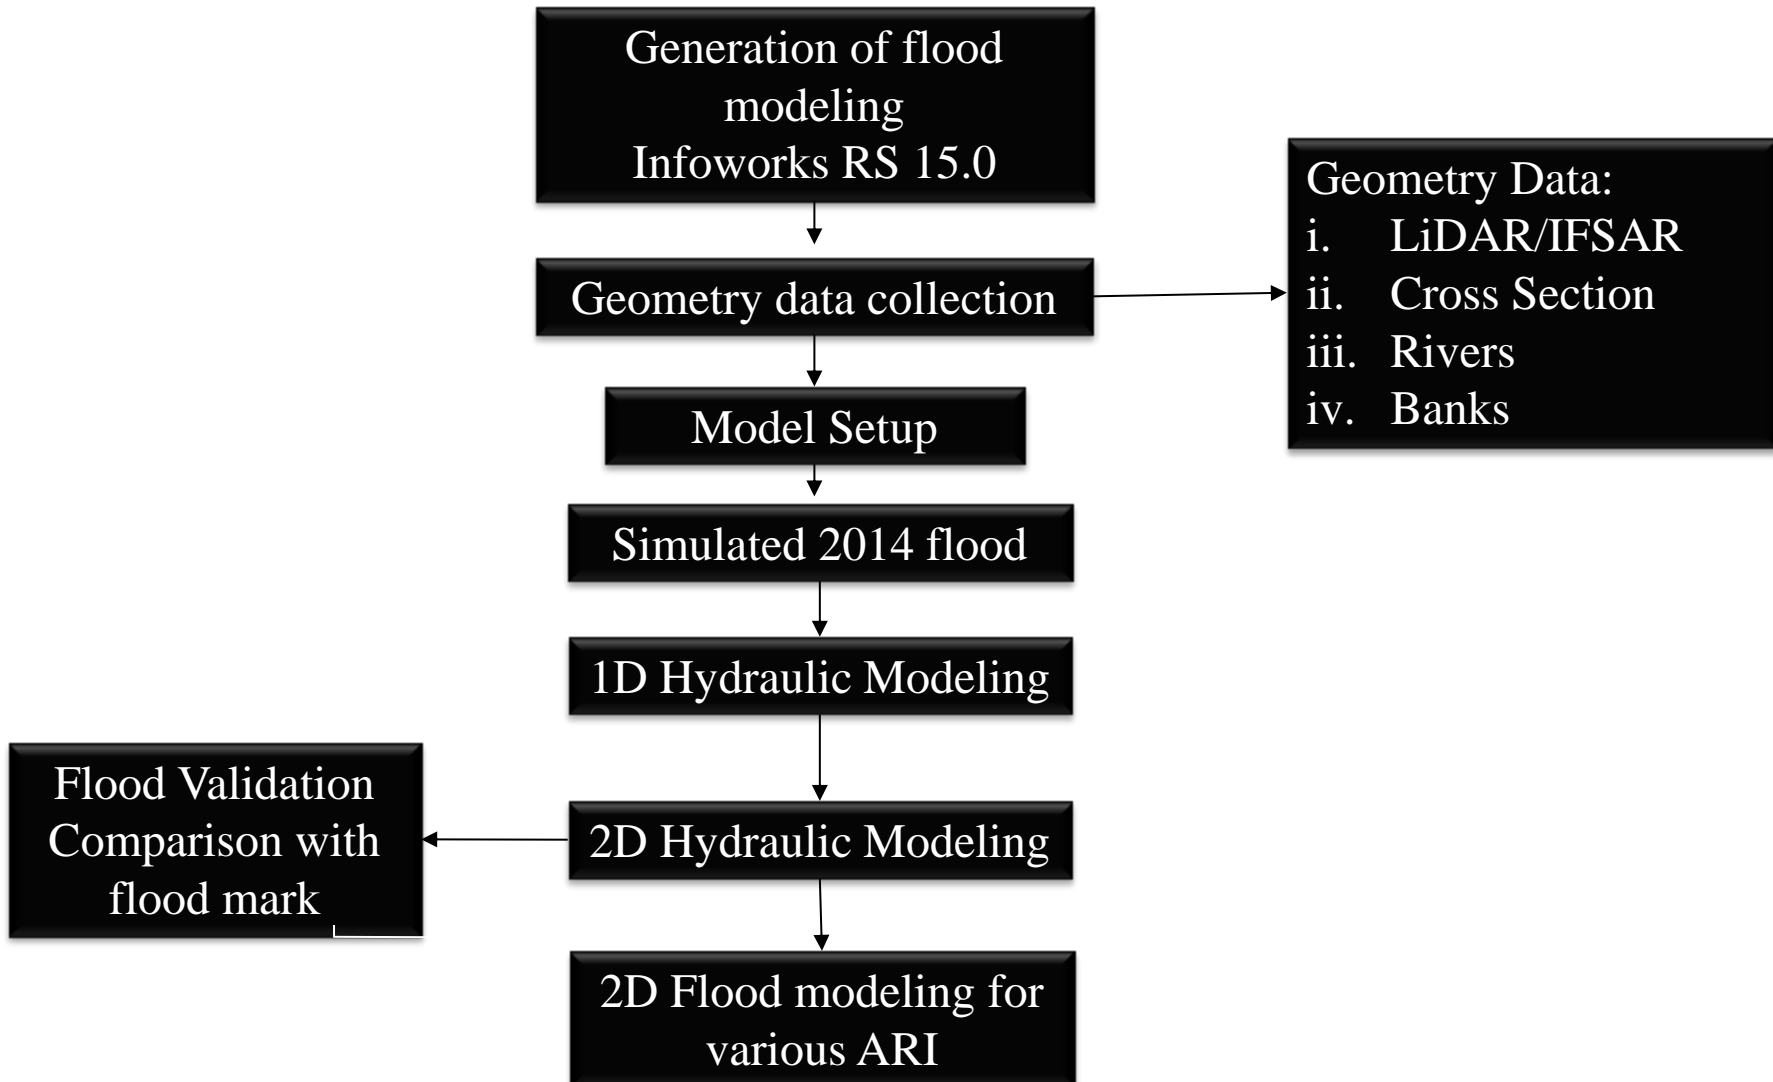 Generation of flood
modeling
Infoworks RS 15.0
Geometry data collection
Geometry Data:
i. LiDAR/IFSAR
ii. Cross Section
iii. Rivers
iv. Banks
Model Setup
Simulated 2014 flood
1D Hydraulic Modeling
2D Hydraulic Modeling
Flood Validation
Comparison with
flood mark
2D Flood modeling for
various ARI